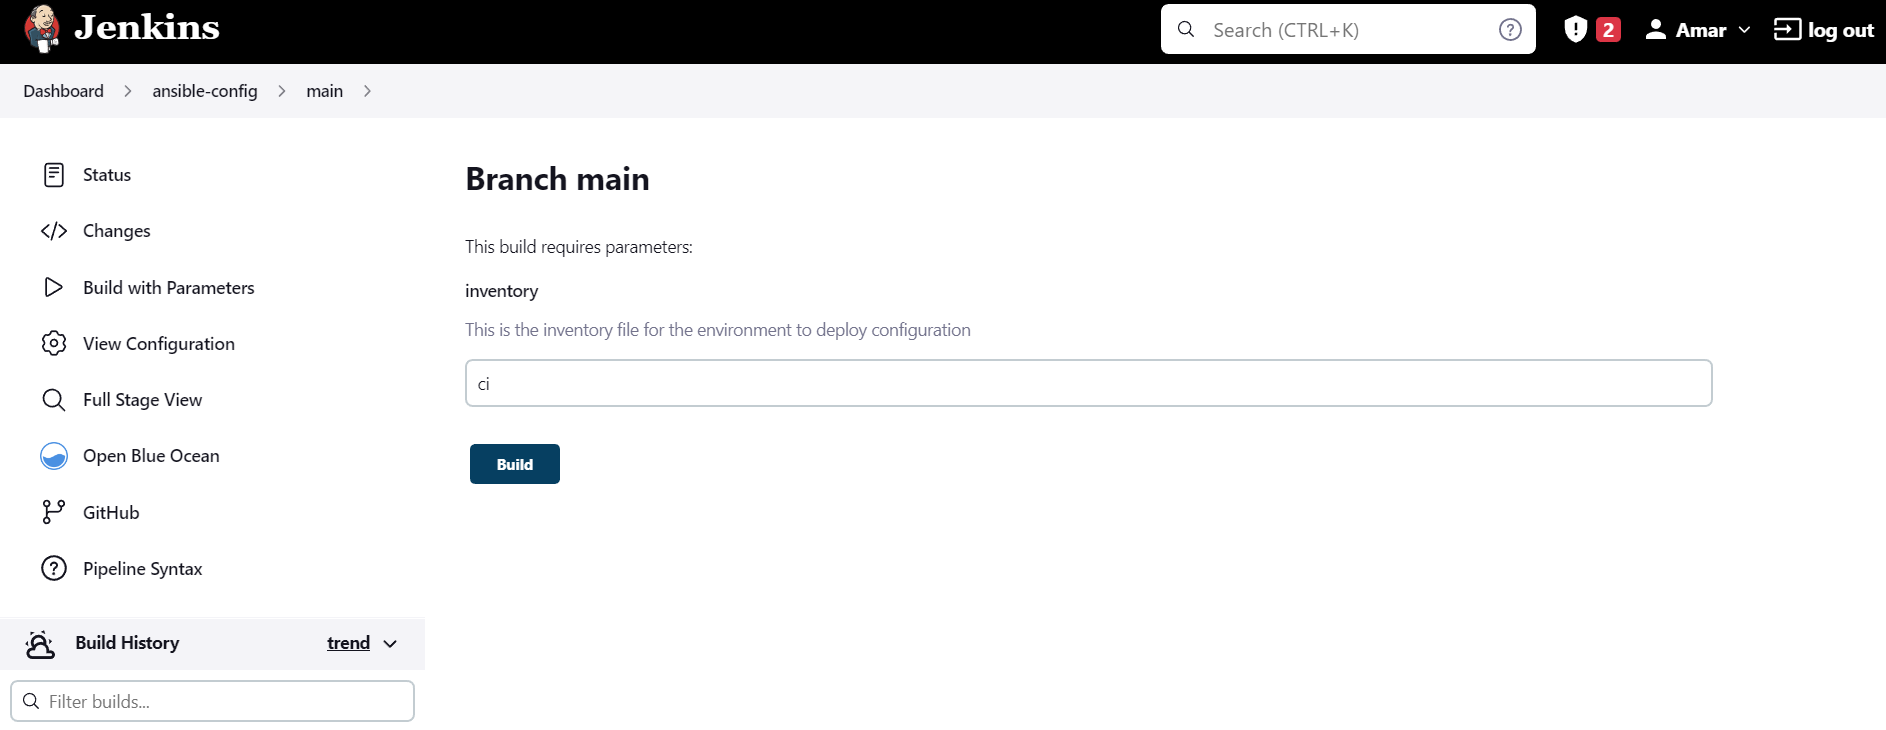 Jenkins
Search (CTRL+K)
2
Amar
log out
Dashboard > ansible-config > main >
Status
Changes
Build with Parameters
View Configuration
Full Stage View
Open Blue Ocean
GitHub
Pipeline Syntax
Build History trend
Filter builds...
Branch main
This build requires parameters:
inventory
This is the inventory file for the environment to deploy configuration
ci
Build